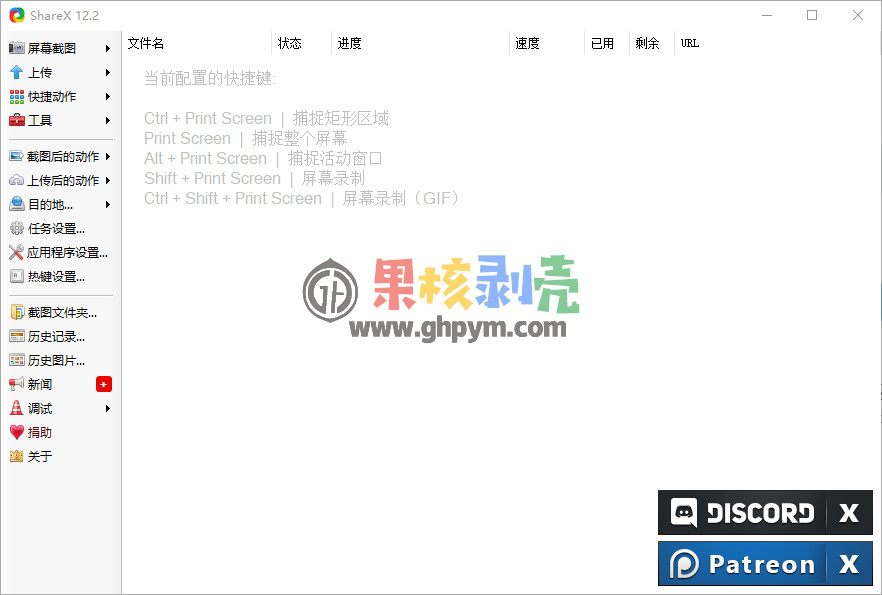 ShareX 12.2
屏幕截图
上传
快捷动作
工具
截图后的动作
上传后的动作
目的地...
任务设置...
应用程序设置...
热键设置...
截图文件夹...
历史记录...
历史图片...
新闻
调试
捐助
关于
文件名 状态 进度 速度 已用 剩余 URL
当前配置的快捷键:
Ctrl + Print Screen | 捕捉矩形区域
Print Screen | 捕捉整个屏幕
Alt + Print Screen | 捕捉活动窗口
Shift + Print Screen | 屏幕录制
Ctrl + Shift + Print Screen | 屏幕录制（GIF）
果核剥壳
www.ghpym.com
DISCORD X
Patreon X